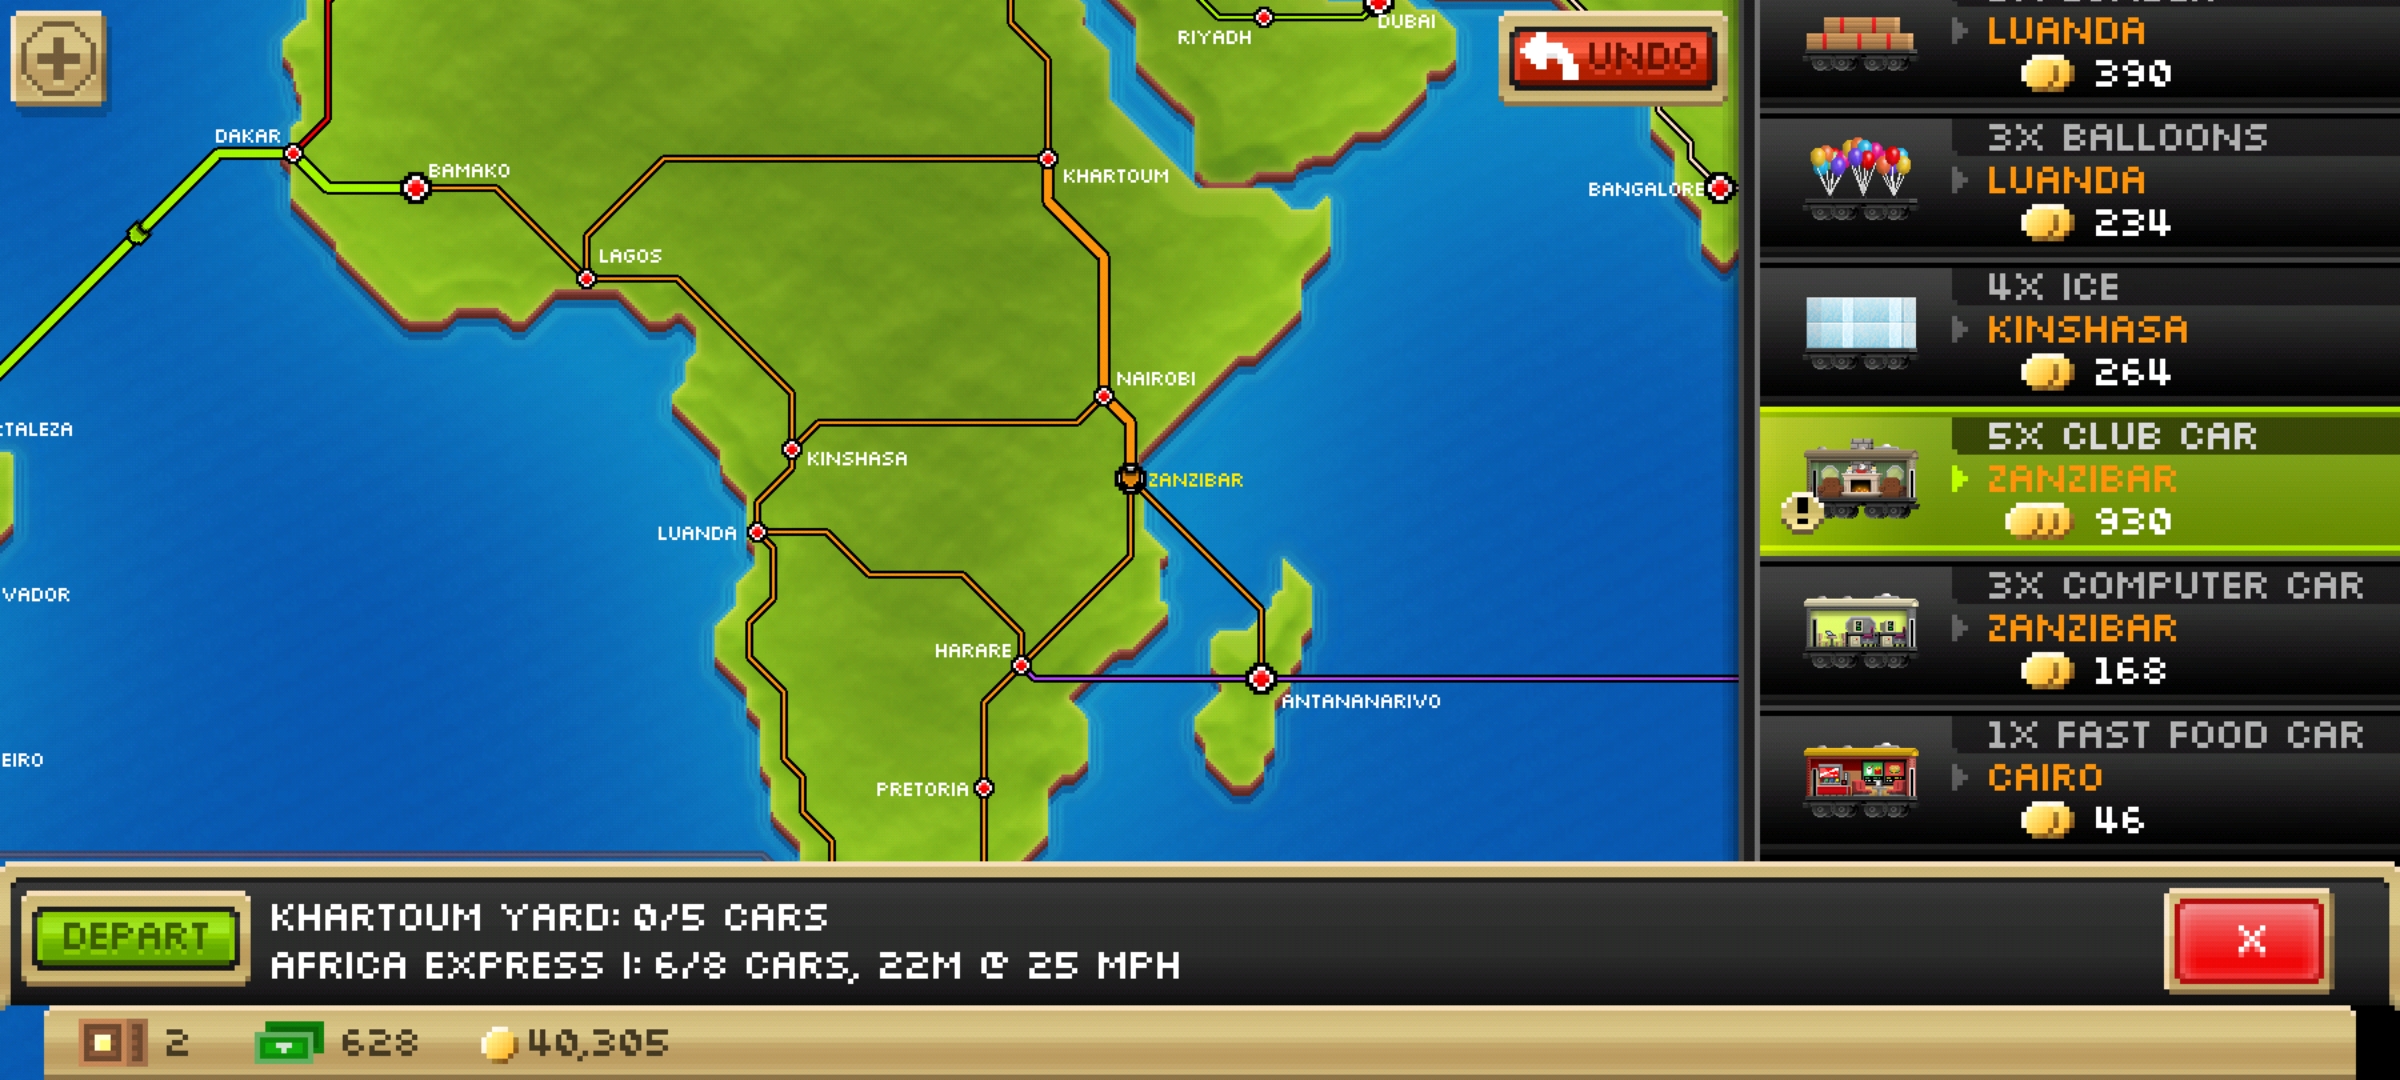 RIYADH
DUBAI
UNDO
DAKAR
BAMAKO
KHARTOUM
BANGALORE
LAGOS
NAIROBI
TALEZA
KINSHASA
ZANZIBAR
LUANDA
VADOR
HARARE
ANTANANARIVO
EIRO
PRETORIA
LUANDA
390
3X BALLOONS
LUANDA
234
4X ICE
KINSHASA
264
5X CLUB CAR
ZANZIBAR
930
3X COMPUTER CAR
ZANZIBAR
168
1X FAST FOOD CAR
CAIRO
46
DEPART
KHARTOUM YARD: 0/5 CARS
AFRICA EXPRESS I: 6/8 CARS, 22M @ 25 MPH
X
2
628
40,305